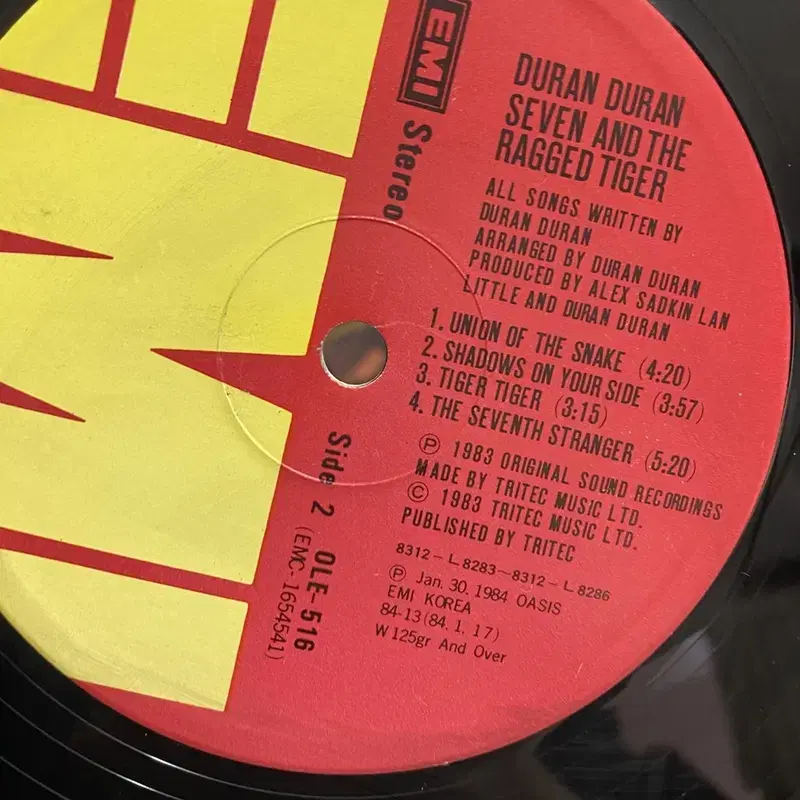 EMI
Stereo
DURAN DURAN
SEVEN AND THE
RAGGED TIGER
ALL SONGS WRITTEN BY
DURAN DURAN
ARRANGED BY DURAN DURAN
PRODUCED BY ALEX SADKIN LAN
LITTLE AND DURAN DURAN
1. UNION OF THE SNAKE (4:20)
2. SHADOWS ON YOUR SIDE (3:57)
3. TIGER TIGER (3:15)
4. THE SEVENTH STRANGER (5:20)
℗ 1983 ORIGINAL SOUND RECORDINGS
MADE BY TRITEC MUSIC LTD.
© 1983 TRITEC MUSIC LTD.
PUBLISHED BY TRITEC
8312-L8283-8312-L8286
℗ Jan. 30. 1984 OASIS
EMI KOREA
84-13(84. 1. 17)
W 125gr And Over
Side 2 OLE-516
(EMC-1654541)